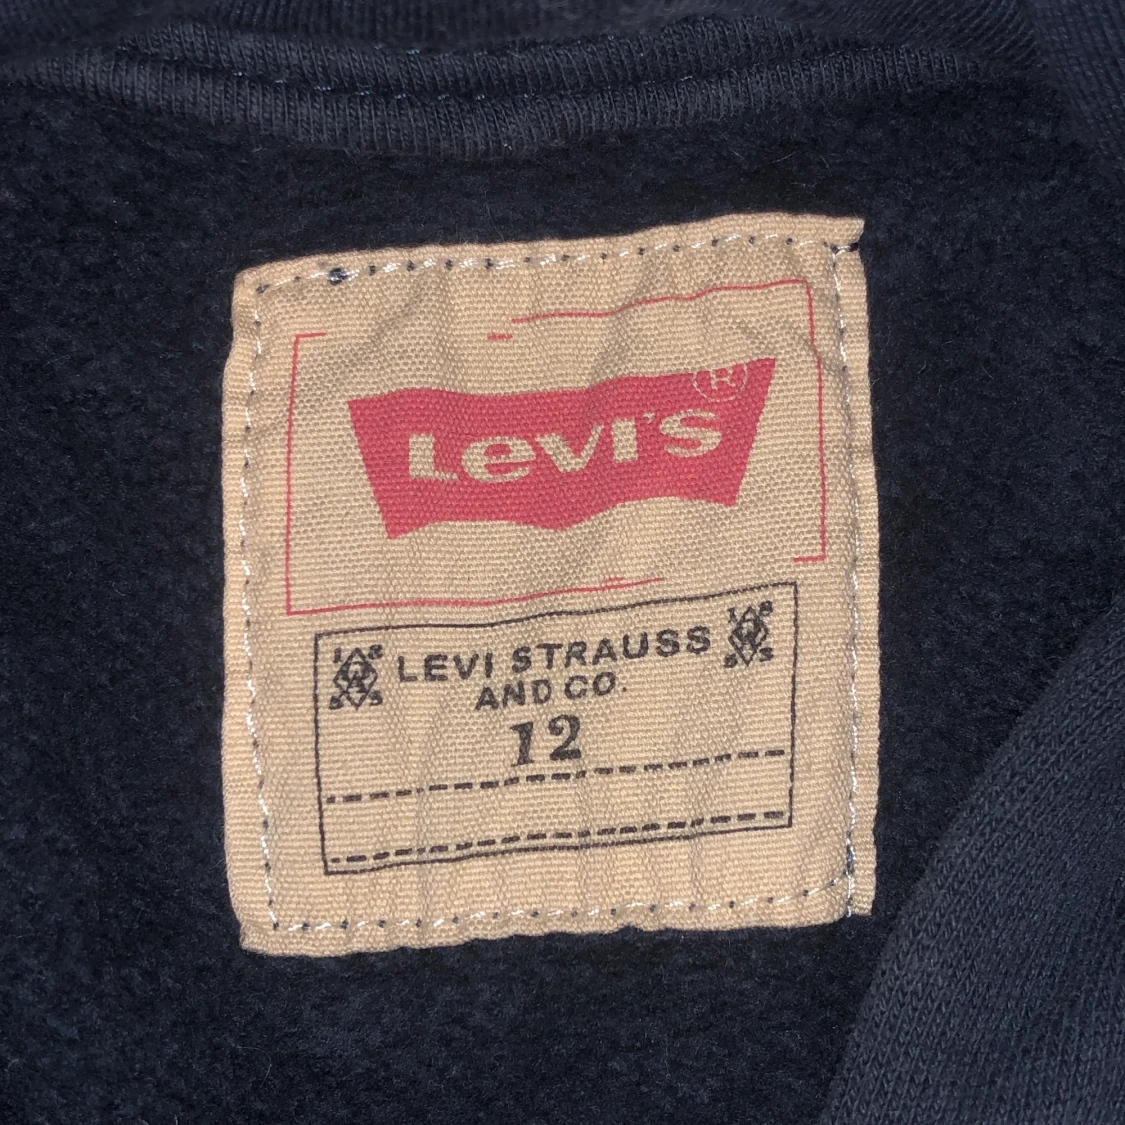 Levi's®
LEVI STRAUSS
AND CO.
12